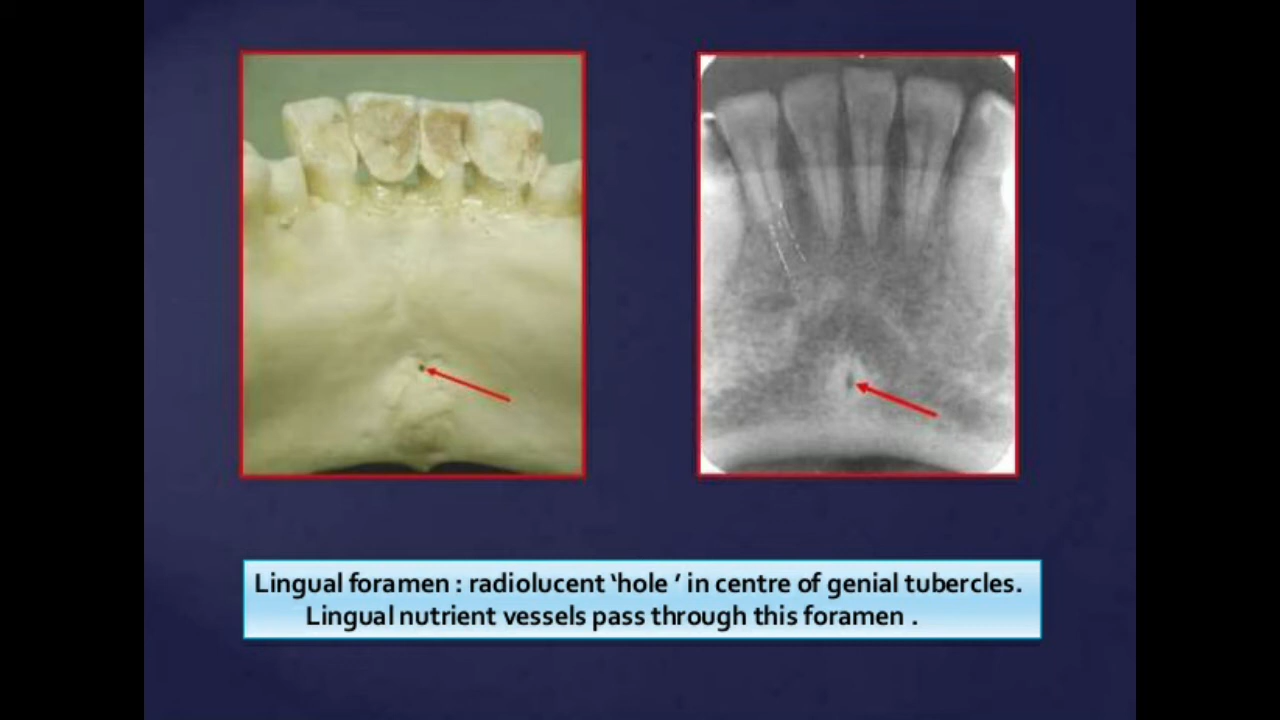 Lingual foramen : radiolucent ‘hole ’ in centre of genial tubercles.
Lingual nutrient vessels pass through this foramen .